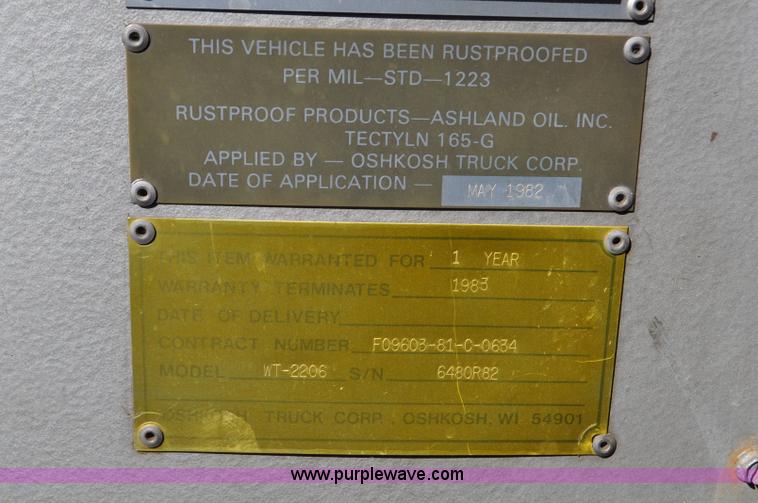 THIS VEHICLE HAS BEEN RUSTPROOFED
PER MIL—STD—1223
RUSTPROOF PRODUCTS—ASHLAND OIL. INC.
TECTYLN 165-G
APPLIED BY — OSHKOSH TRUCK CORP.
DATE OF APPLICATION — MAY 1982
THIS ITEM WARRANTED FOR 1 YEAR
WARRANTY TERMINATES 1983
DATE OF DELIVERY
CONTRACT NUMBER F09603-81-C-0634
MODEL WT-2206 S/N 6480R82
OSHKOSH TRUCK CORP., OSHKOSH, WI 54901
www.purplewave.com